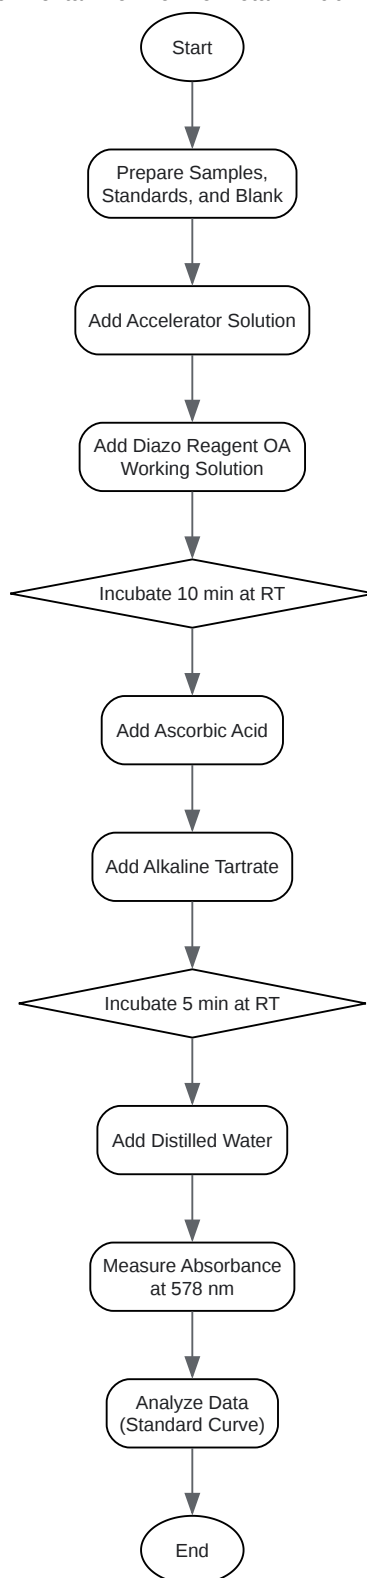 Start
Prepare Samples,
Standards, and Blank
Add Accelerator Solution
Add Diazo Reagent OA
Working Solution
Incubate 10 min at RT
Add Ascorbic Acid
Add Alkaline Tartrate
Incubate 5 min at RT
Add Distilled Water
Measure Absorbance
at 578 nm
Analyze Data
(Standard Curve)
End